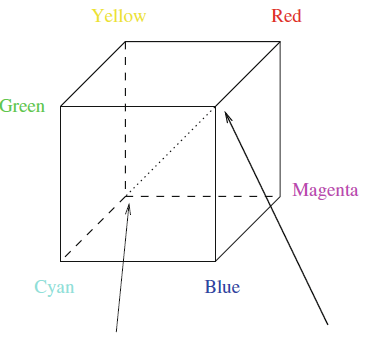 Yellow
Red
Green
Magenta
Cyan
Blue